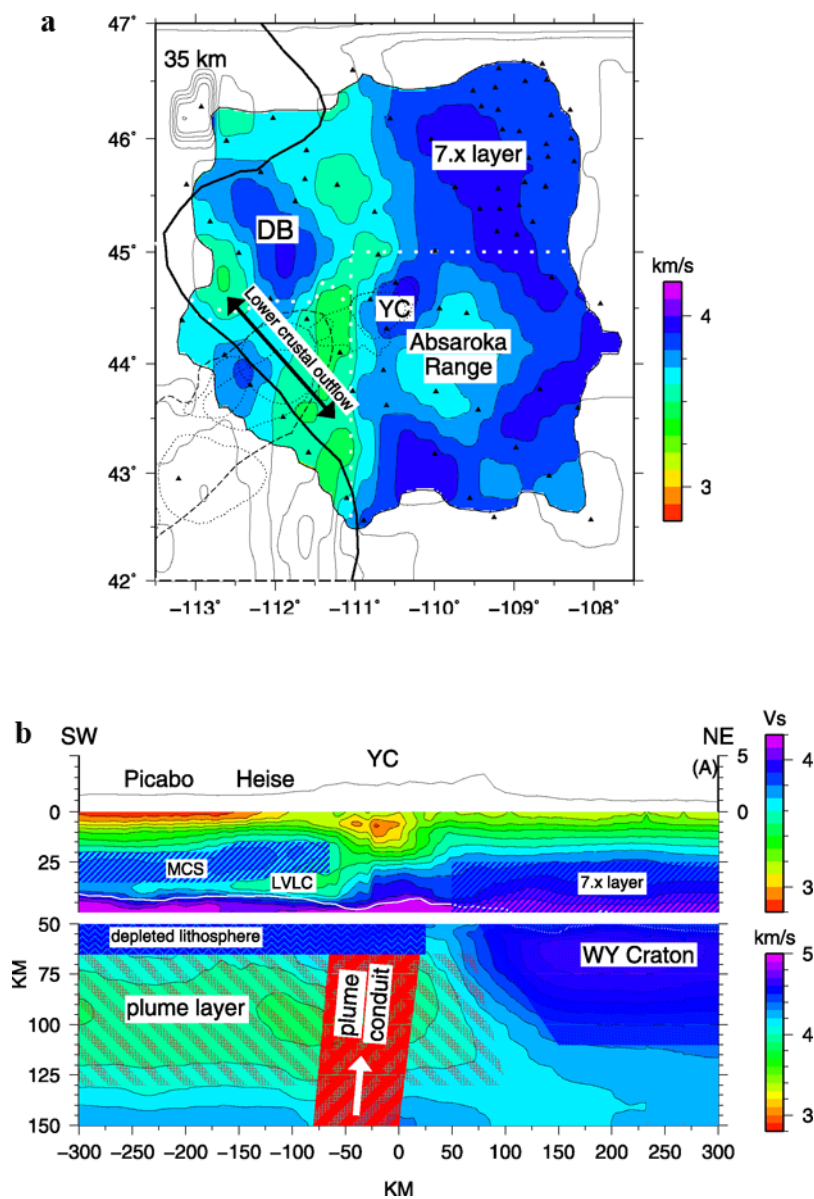 a
47°
35 km
46°
7.x layer
DB
45°
km/s
YC
Lower crustal outflow
4
Absaroka
Range
44°
43°
3
42°
-113° -112° -111° -110° -109° -108°
b
SW
YC
NE
(A)
Vs
Picabo Heise
5
0
0
4
25
MCS
LVLC
7.x layer
3
50
depleted lithosphere
WY Craton
km/s
5
KM
75
plume layer
plume
conduit
100
4
125
150
3
-300 -250 -200 -150 -100 -50 0 50 100 150 200 250 300
KM